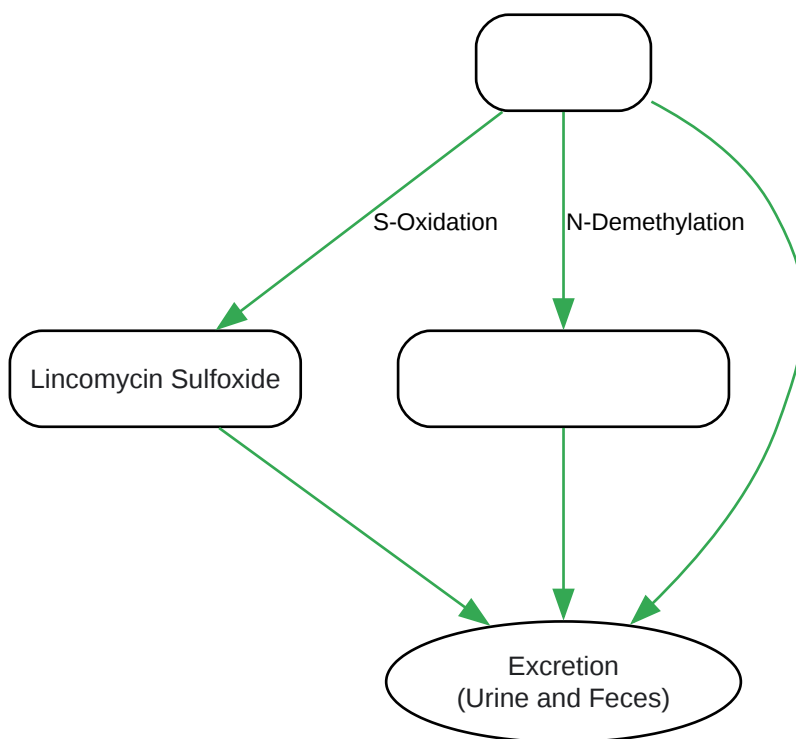 S-Oxidation
N-Demethylation
Lincomycin Sulfoxide
Excretion
(Urine and Feces)